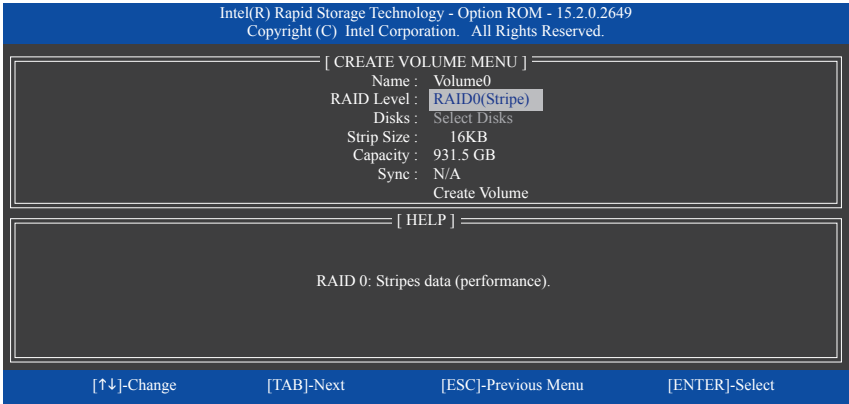 Intel(R) Rapid Storage Technology - Option ROM - 15.2.0.2649
Copyright (C) Intel Corporation. All Rights Reserved.
[ CREATE VOLUME MENU ]
Name : Volume0
RAID Level : RAID0(Stripe)
Disks : Select Disks
Strip Size : 16KB
Capacity : 931.5 GB
Sync : N/A
Create Volume
[ HELP ]
RAID 0: Stripes data (performance).
[↑↓]-Change [TAB]-Next [ESC]-Previous Menu [ENTER]-Select